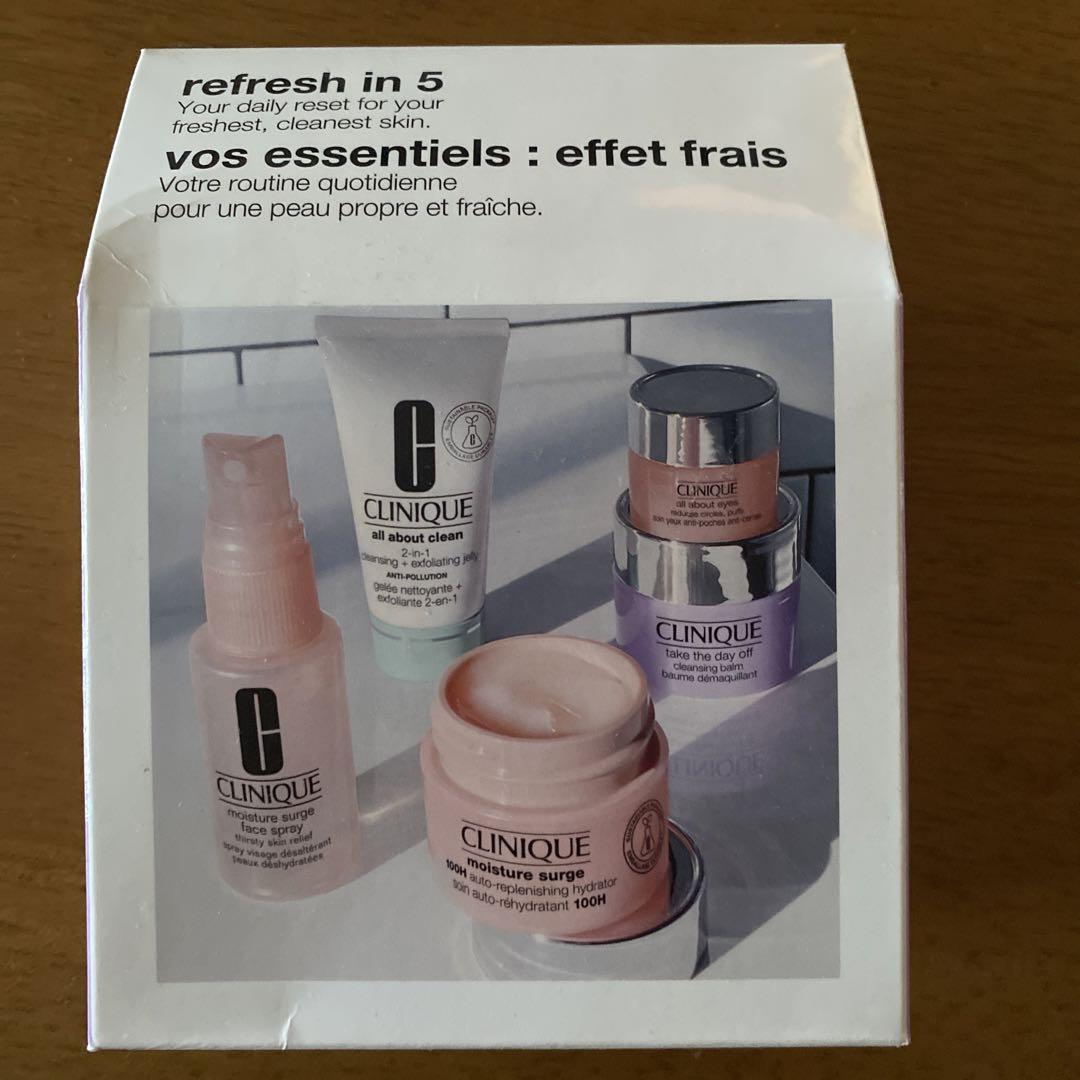 refresh in 5
Your daily reset for your
freshest, cleanest skin.
vos essentiels : effet frais
Votre routine quotidienne
pour une peau propre et fraîche.
C
SUSTAINABLE PACKAGING
CLINIQUE
all about clean
2-in-1
cleansing + exfoliating jelly
ANTI-POLLUTION
gelée nettoyante +
exfoliante 2-en-1
CLINIQUE
all about eyes
reduces circles, puffs
soin yeux anti-poches anti-cernes
CLINIQUE
take the day off
cleansing balm
baume démaquillant
C
CLINIQUE
moisture surge
face spray
thirsty skin relief
spray visage désaltérant
peaux déshydratées
CLINIQUE
moisture surge
100H auto-replenishing hydrator
soin auto-réhydratant 100H